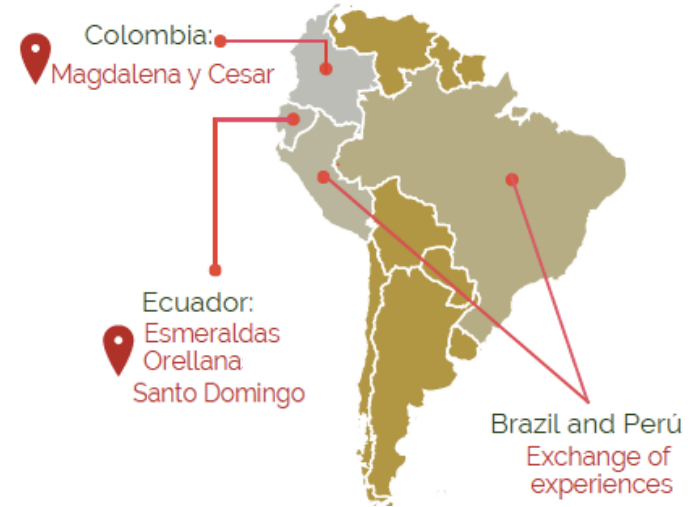 Colombia:
Magdalena y Cesar
Ecuador:
Esmeraldas
Orellana
Santo Domingo
Brazil and Perú
Exchange of
experiences